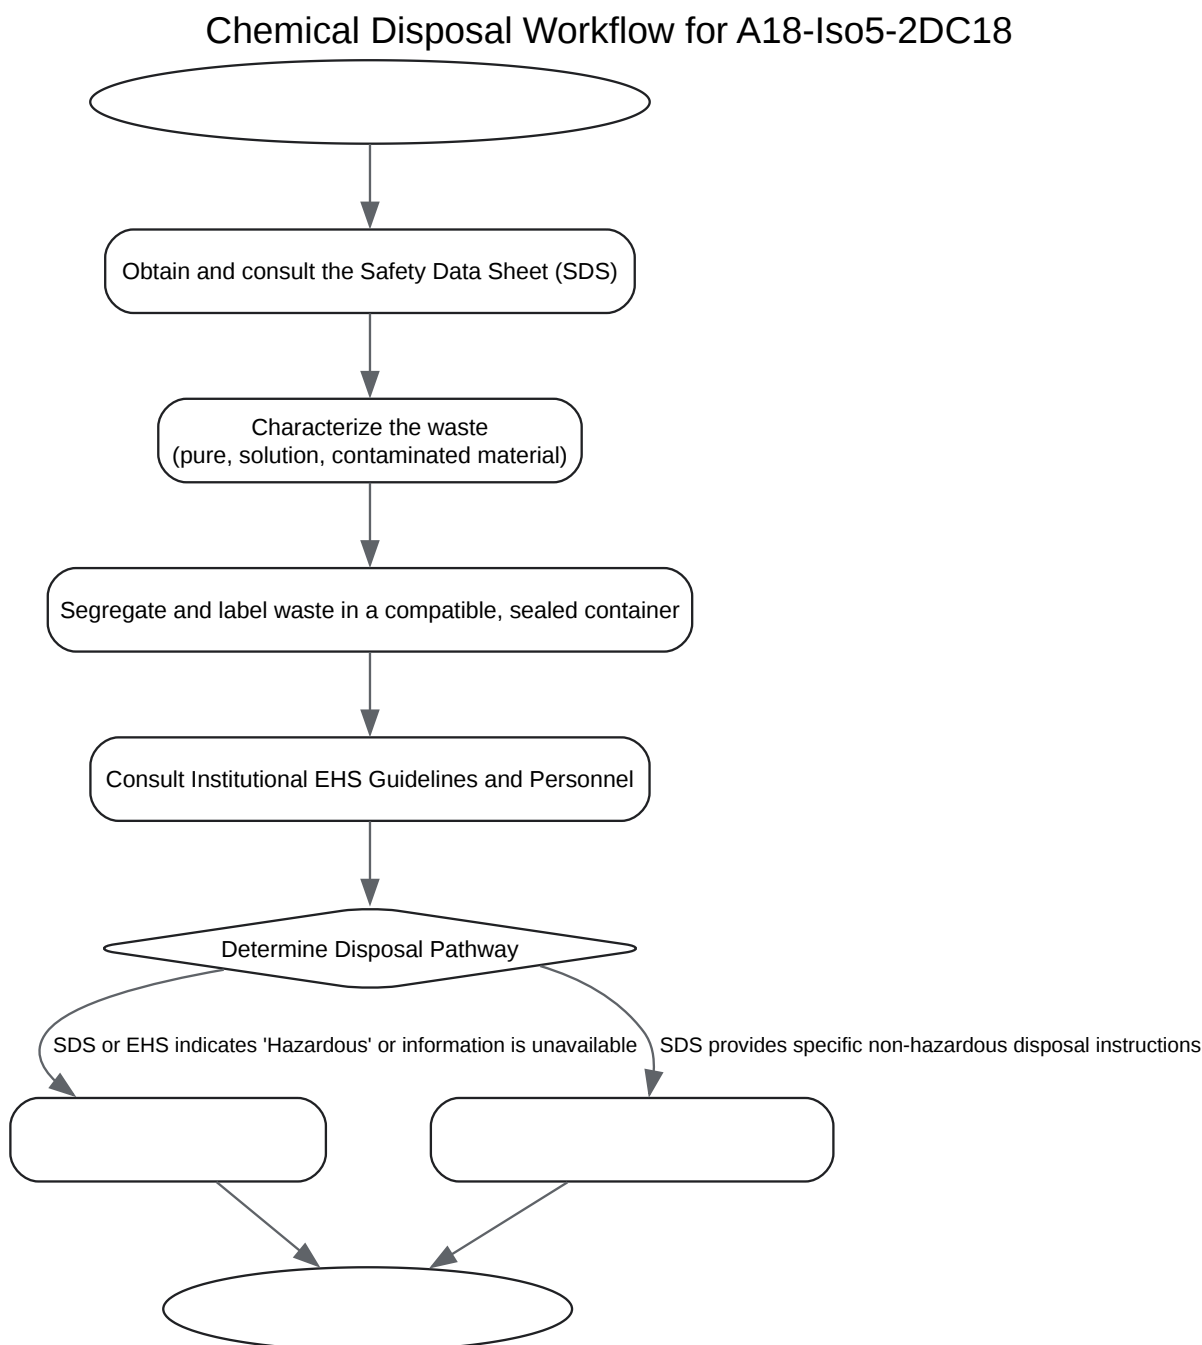 Chemical Disposal Workflow for A18-Iso5-2DC18
Obtain and consult the Safety Data Sheet (SDS)
Characterize the waste
(pure, solution, contaminated material)
Segregate and label waste in a compatible, sealed container
Consult Institutional EHS Guidelines and Personnel
Determine Disposal Pathway
SDS or EHS indicates 'Hazardous' or information is unavailable
SDS provides specific non-hazardous disposal instructions